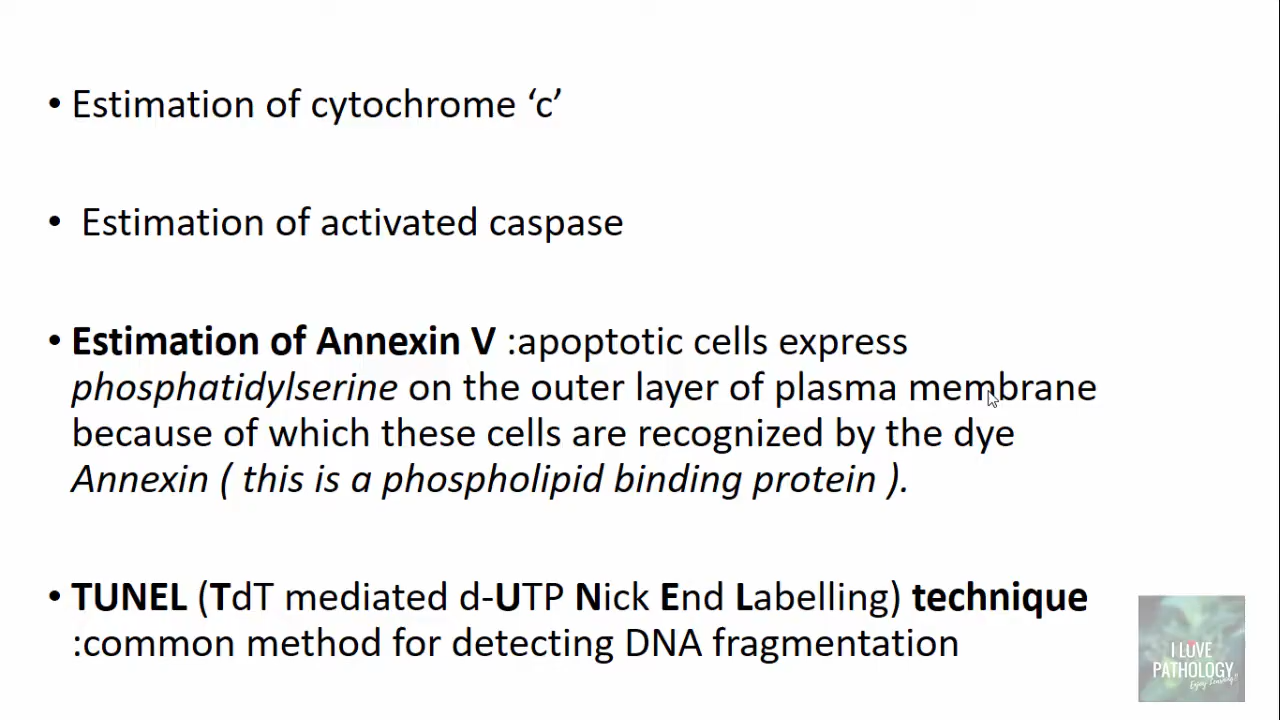 • Estimation of cytochrome ‘c’
• Estimation of activated caspase
• Estimation of Annexin V :apoptotic cells express
phosphatidylserine on the outer layer of plasma membrane
because of which these cells are recognized by the dye
Annexin ( this is a phospholipid binding protein ).
• TUNEL (TdT mediated d-UTP Nick End Labelling) technique
:common method for detecting DNA fragmentation
I LOVE
PATHOLOGY